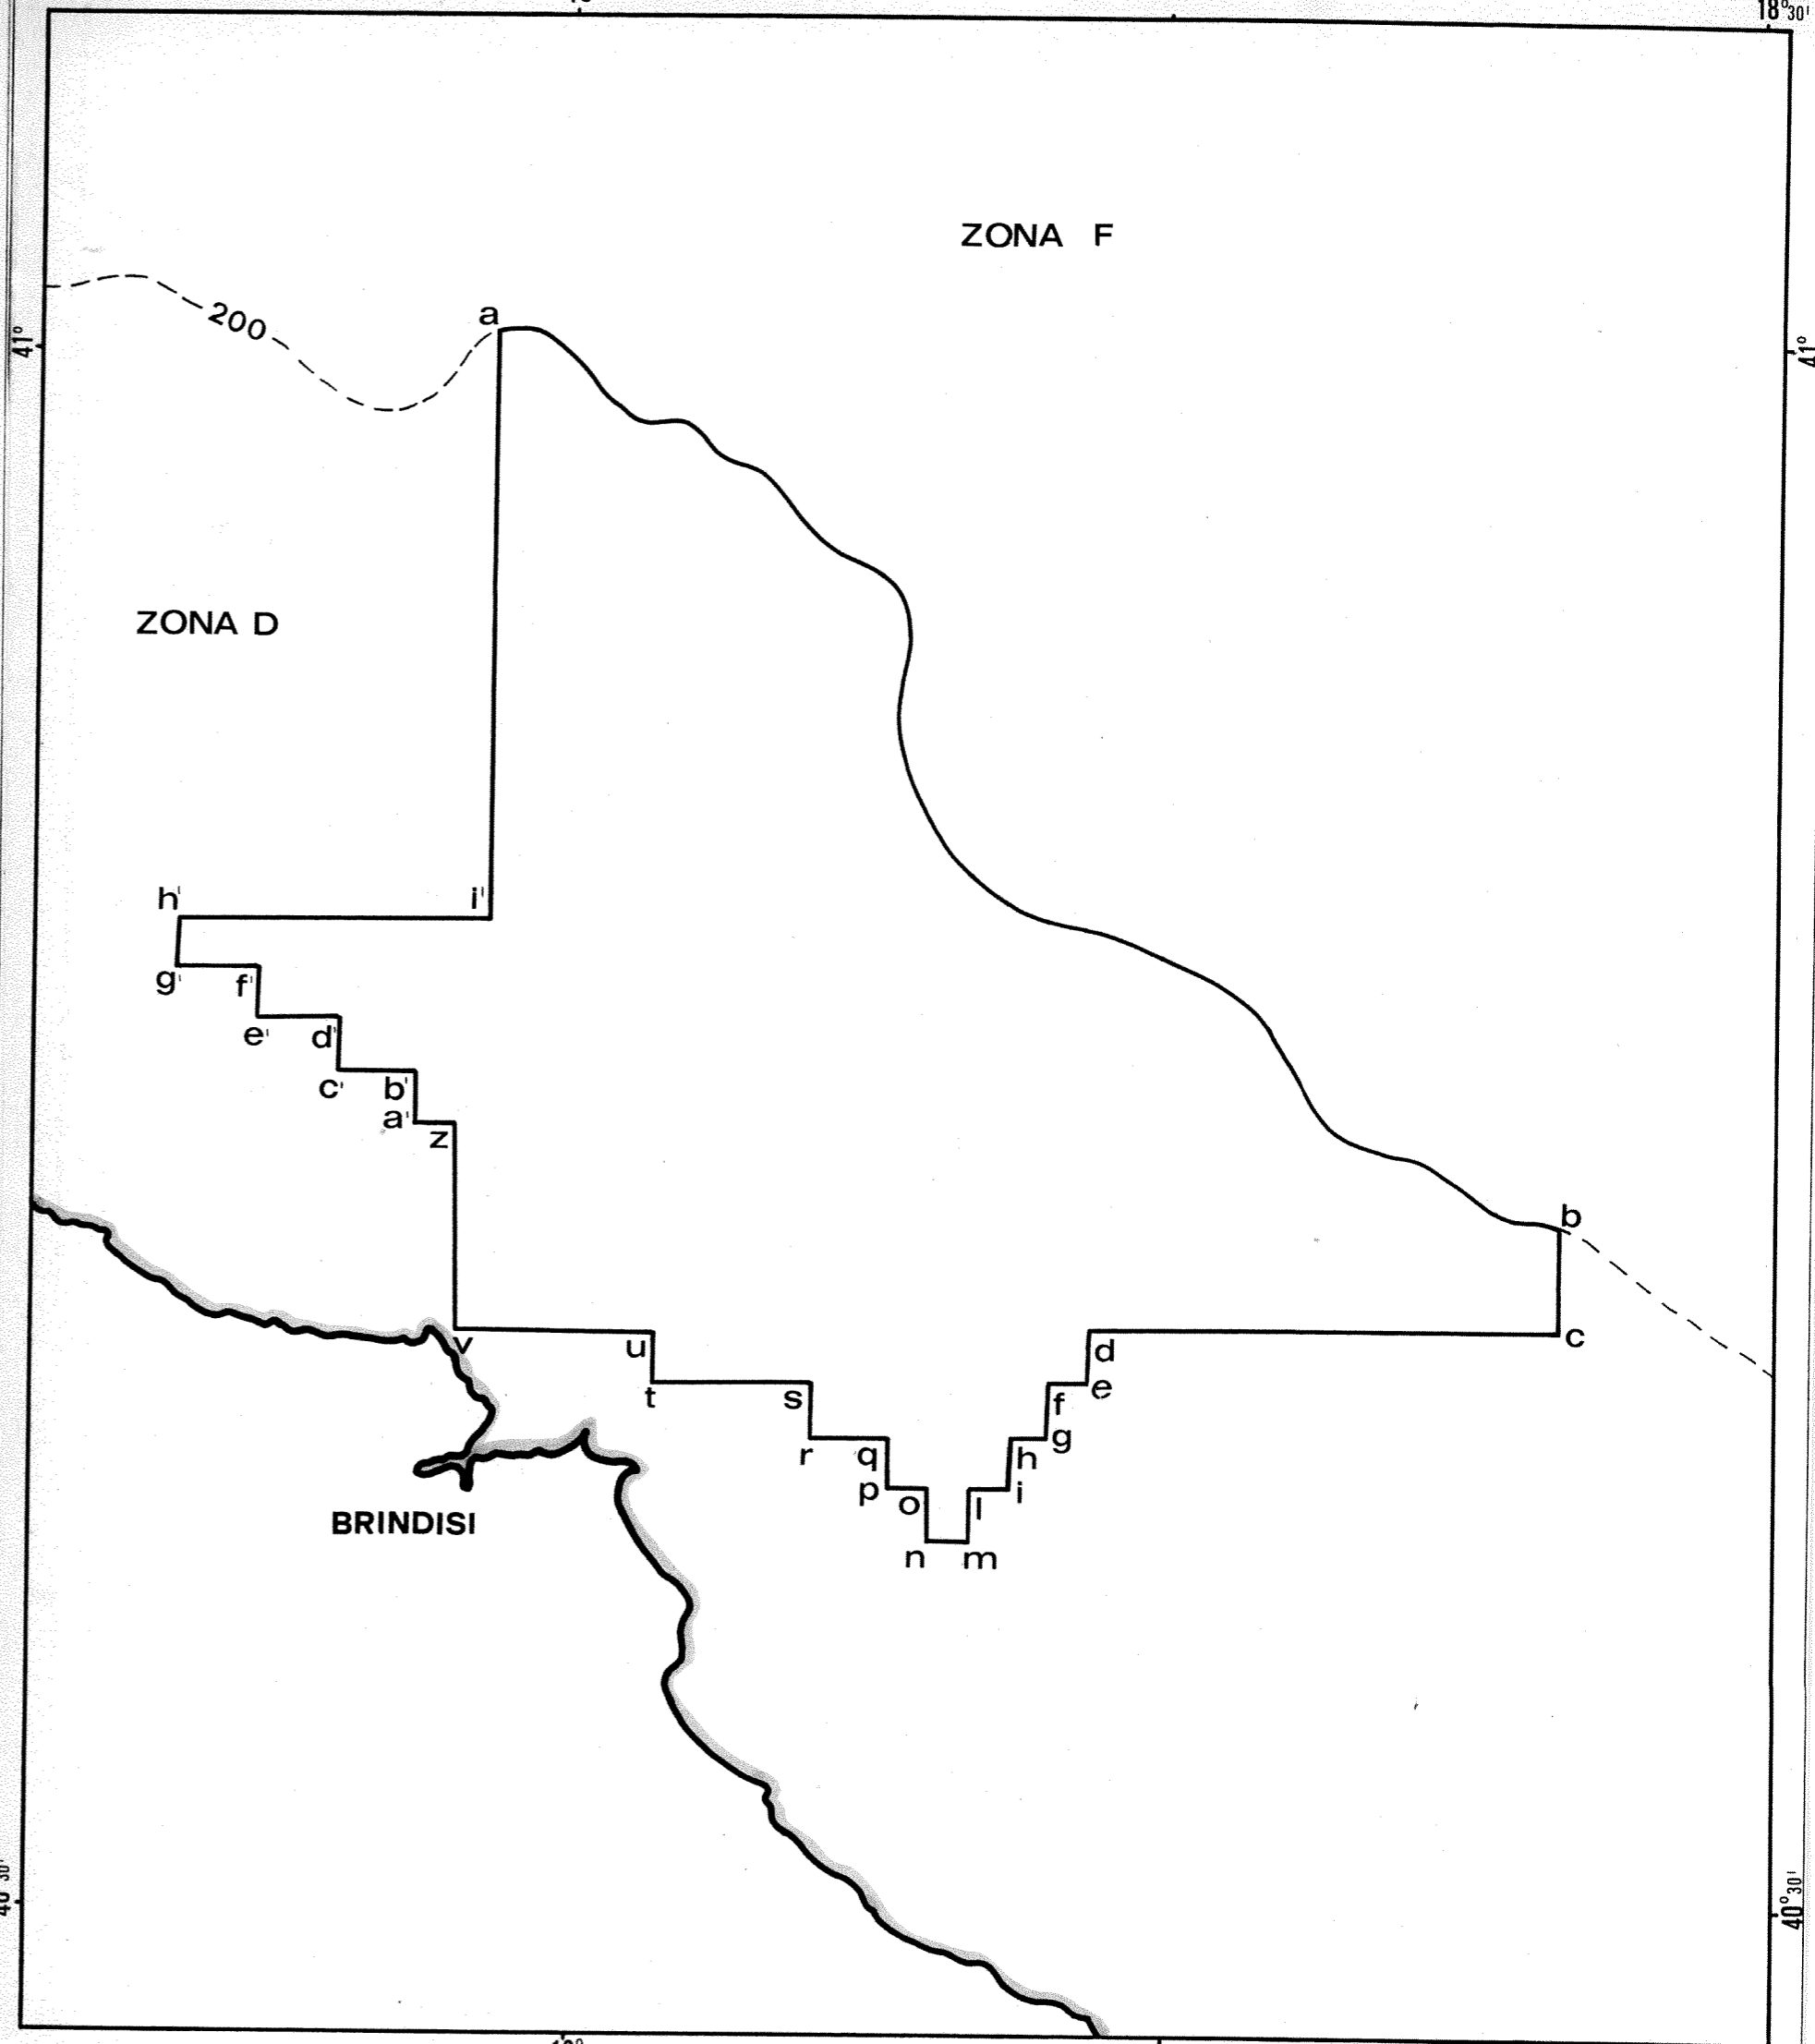 18°30'
ZONA F
200
a
41°
41°
ZONA D
h' i'
g' f'
e' d'
c' b'
a' z
b
v u d c
t s f e
r q h g
p o l i
n m
BRINDISI
40°30'